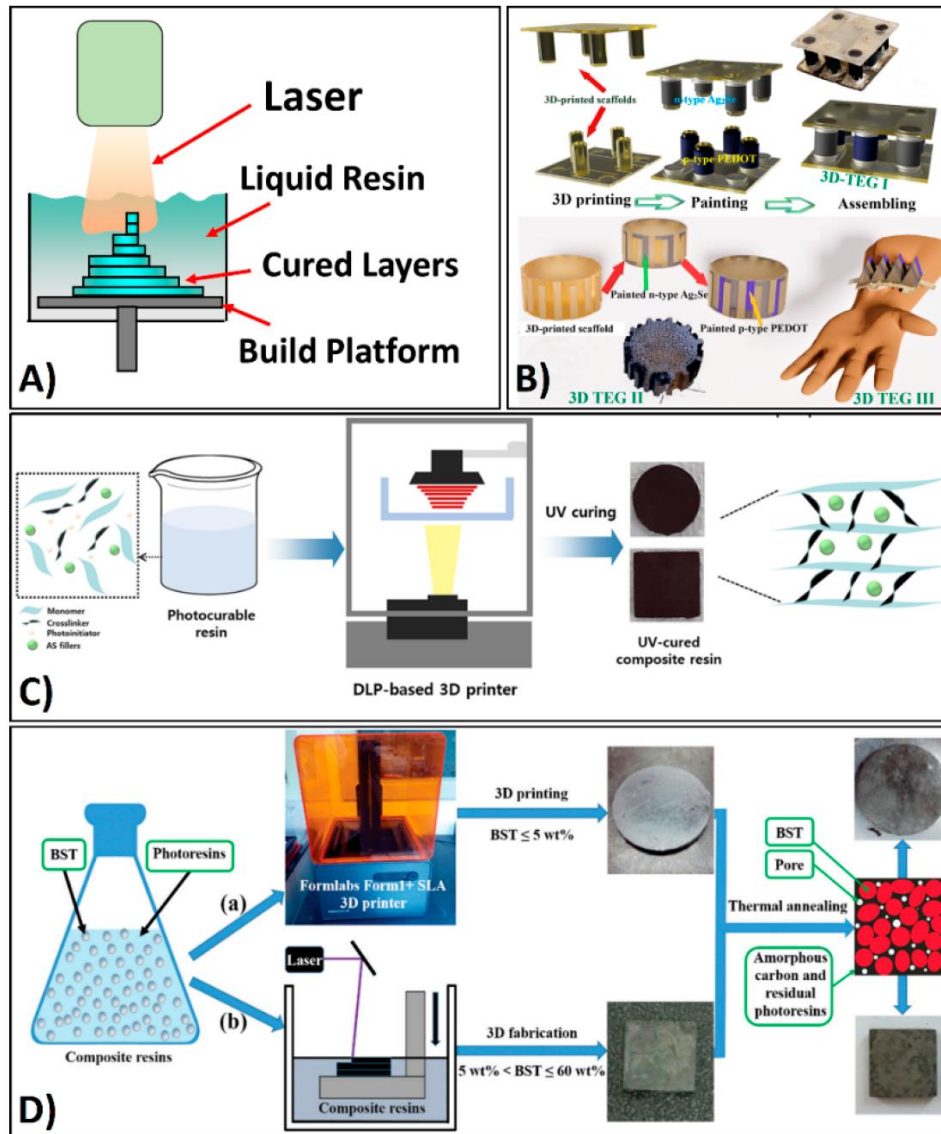 Laser
Liquid Resin
Cured Layers
Build Platform
A)
3D-printed scaffolds
n-type Ag₂Se
p-type PEDOT
3D-TEG I
3D printing
Painting
Assembling
3D-printed scaffold
Painted n-type Ag₂Se
Painted p-type PEDOT
3D TEG II
3D TEG III
B)
Monomer
Crosslinker
Photoinitiator
AS fillers
Photocurable
resin
DLP-based 3D printer
UV curing
UV-cured
composite resin
C)
BST
Photoresins
Composite resins
(a)
(b)
Formlabs Form1+ SLA
3D printer
Laser
Composite resins
3D printing
BST ≤ 5 wt%
3D fabrication
5 wt% < BST ≤ 60 wt%
Thermal annealing
BST
Pore
Amorphous
carbon and
residual
photoresins
D)